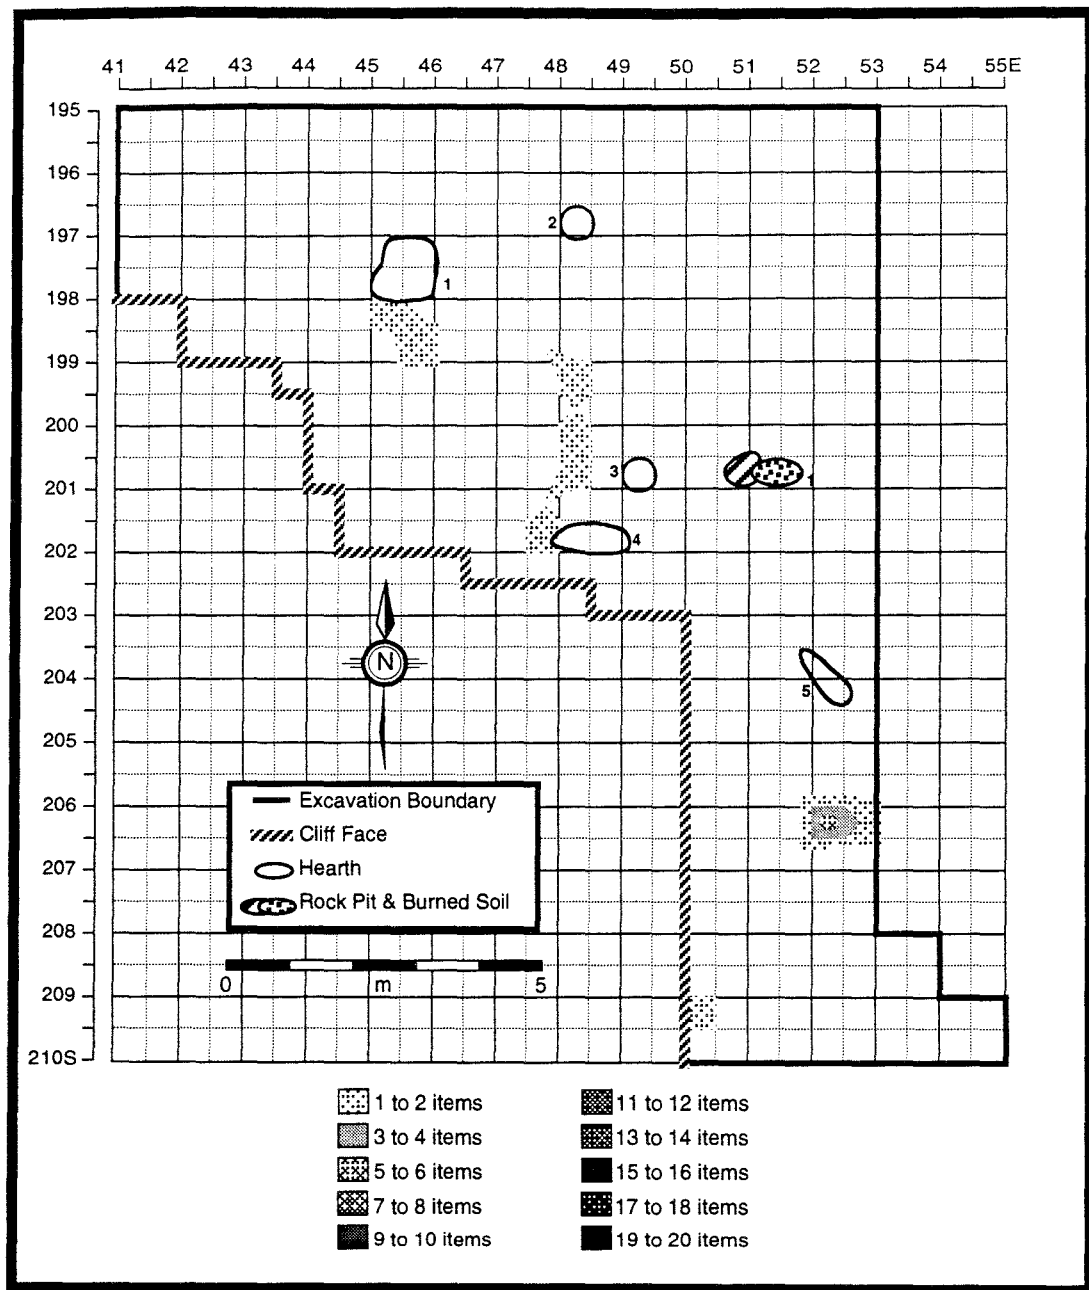 41 42 43 44 45 46 47 48 49 50 51 52 53 54 55E
195
196
2
197
1
198
199
200
3
1
201
4
202
203
N
204
5
205
206
Excavation Boundary
Cliff Face
207
Hearth
Rock Pit & Burned Soil
208
0 m 5
209
210S
1 to 2 items
3 to 4 items
5 to 6 items
7 to 8 items
9 to 10 items
11 to 12 items
13 to 14 items
15 to 16 items
17 to 18 items
19 to 20 items